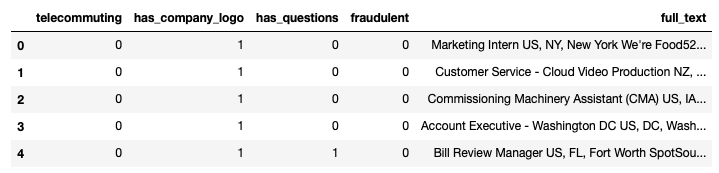 telecommuting has_company_logo has_questions fraudulent full_text
0 0 1 0 0 Marketing Intern US, NY, New York We're Food52...
1 0 1 0 0 Customer Service - Cloud Video Production NZ, ...
2 0 1 0 0 Commissioning Machinery Assistant (CMA) US, IA...
3 0 1 0 0 Account Executive - Washington DC US, DC, Wash...
4 0 1 1 0 Bill Review Manager US, FL, Fort Worth SpotSou...